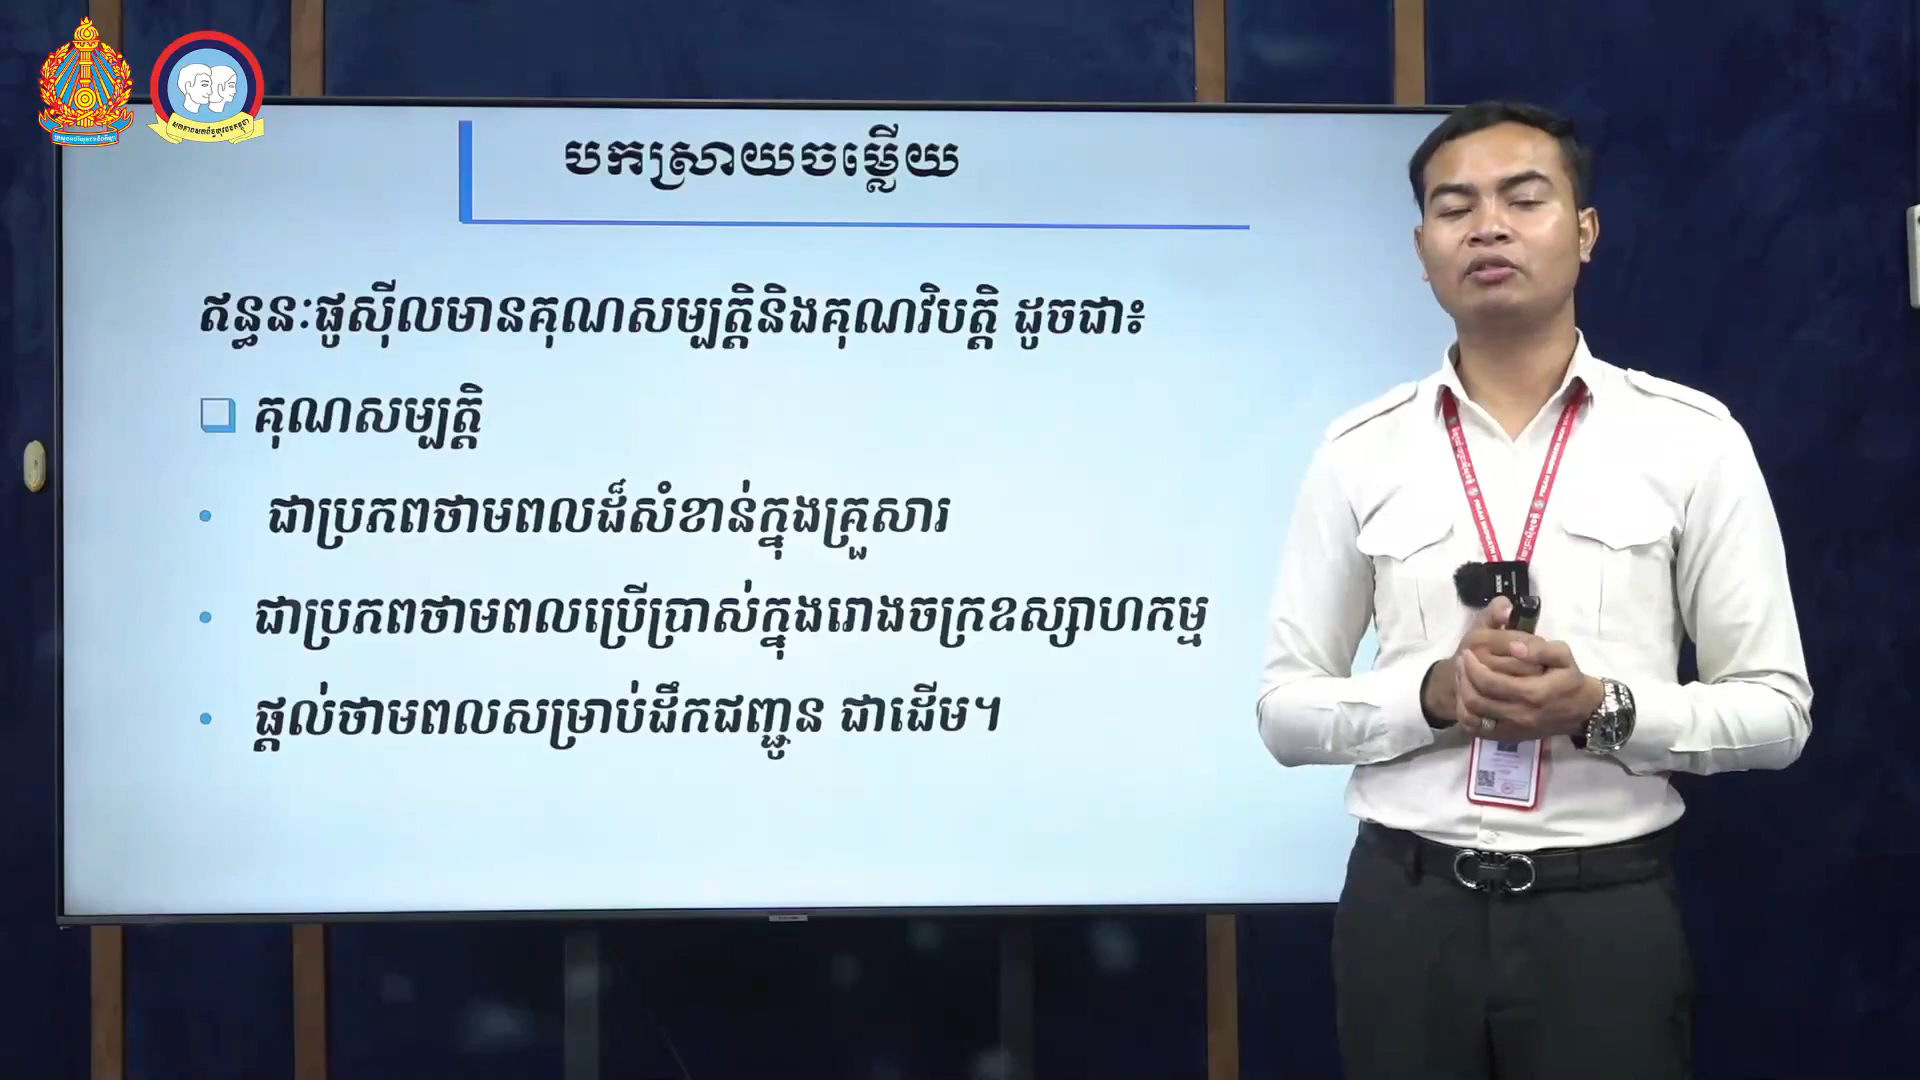 បកស្រាយចម្លើយ
ឥន្ធនៈផូស៊ីលមានគុណសម្បត្តិនិងគុណវិបត្តិ ដូចជា៖
គុណសម្បត្តិ
ជាប្រភពថាមពលដ៏សំខាន់ក្នុងគ្រួសារ
ជាប្រភពថាមពលប្រើប្រាស់ក្នុងរោងចក្រឧស្សាហកម្ម
ផ្តល់ថាមពលសម្រាប់ដឹកជញ្ជូន ជាដើម។